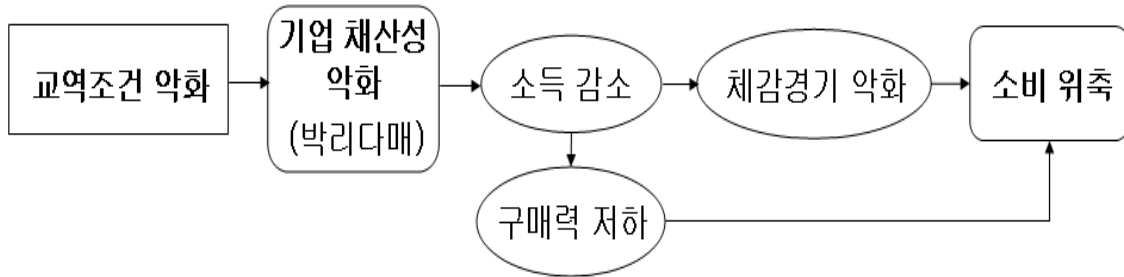 교역조건 악화
기업 채산성
악화
(박리다매)
소득 감소
체감경기 악화
소비 위축
구매력 저하